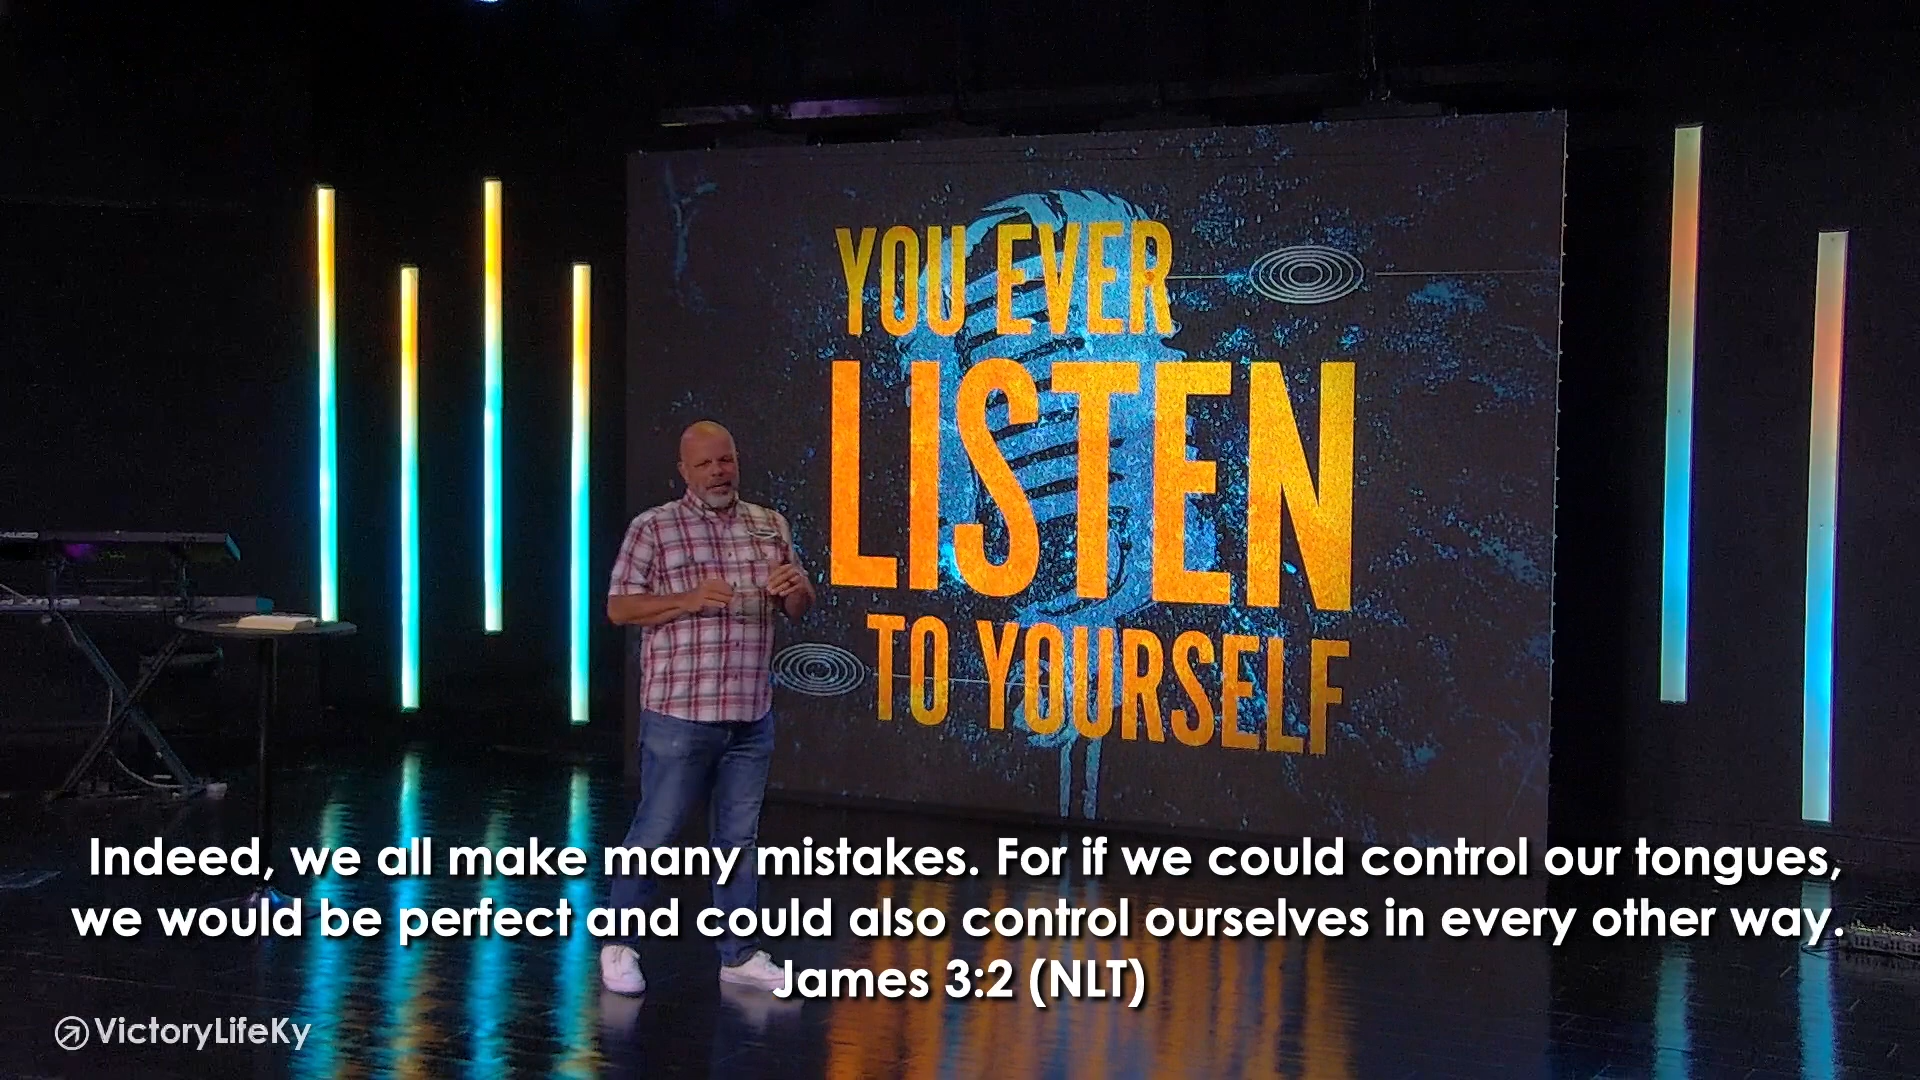 YOU EVER
LISTEN
TO YOURSELF
Indeed, we all make many mistakes. For if we could control our tongues,
we would be perfect and could also control ourselves in every other way.
James 3:2 (NLT)
VictoryLifeKy